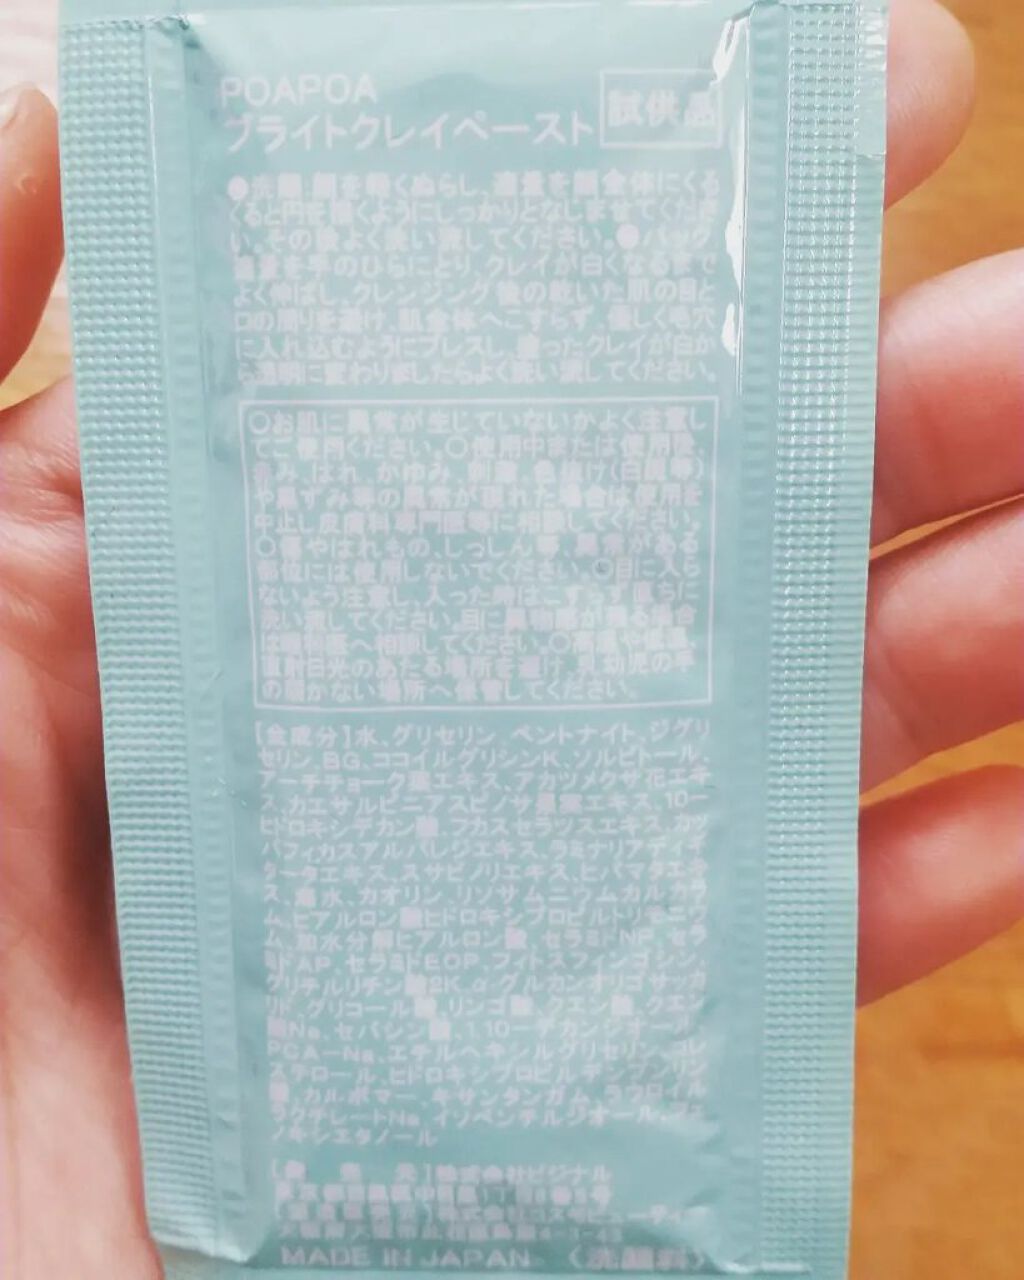 POAPOA
ブライトクレイペースト 試供品
●洗顔:顔を軽くぬらし、適量を顔全体にくる
くると円を描くようにしっかりとなじませてくださ
い。その後よく洗い流してください。●パック
適量を手のひらにとり、クレイが白くなるまで
よく伸ばし、クレンジング後の乾いた肌の目と
口の周りを避け、肌全体へこすらず、優しく毛穴
に入れ込むようにプレスし、塗ったクレイが白か
ら透明に変わりましたらよく洗い流してください。
○お肌に異常が生じていないかよく注意し
てご使用ください。○使用中または使用後、
赤み、はれ、かゆみ、刺激、色抜け(白斑等)
や黒ずみ等の異常が現れた場合は使用を
中止し皮膚科専門医等に相談してください。
○傷やはれもの、しっしん等、異常がある
部位には使用しないでください。○目に入ら
ないよう注意し、入った時はこすらず直ちに
洗い流してください。目に異物感が残る場合
は眼科医へ相談してください。○高温や低温、
直射日光のあたる場所を避け、乳幼児の手
の届かない場所へ保管してください。
[全成分]水、グリセリン、ベントナイト、ジグリ
セリン、BG、ココイルグリシンK、ソルビトール、
アーチチョーク葉エキス、アカツメクサ花エキ
ス、カエサルピニアスピノサ果実エキス、10-
ヒドロキシデカン酸、フカスセラツスエキス、カッ
パフィカスアルバレジエキス、ラミナリアディギ
タータエキス、スサビノリエキス、ヒバマタエキ
ス、海水、カオリン、リソサムニウムカルカラ
ム、ヒアルロン酸ヒドロキシプロピルトリモニウ
ム、加水分解ヒアルロン酸、セラミドNP、セラ
ミドAP、セラミドEOP、フィトスフィンゴシン、
グリチルリチン酸2K、α-グルカンオリゴサッカ
リド、グリコール酸、リンゴ酸、クエン酸、クエン
酸Na、セバシン酸、1,10-デカンジオール、
PCA-Na、エチルヘキシルグリセリン、コレ
ステロール、ヒドロキシプロピルデンプンリン
酸、カルボマー、キサンタンガム、ラウロイル
ラクチレートNa、イソペンチルジオール、フェ
ノキシエタノール
株式会社ビジナル
MADE IN JAPAN 〈洗顔料〉